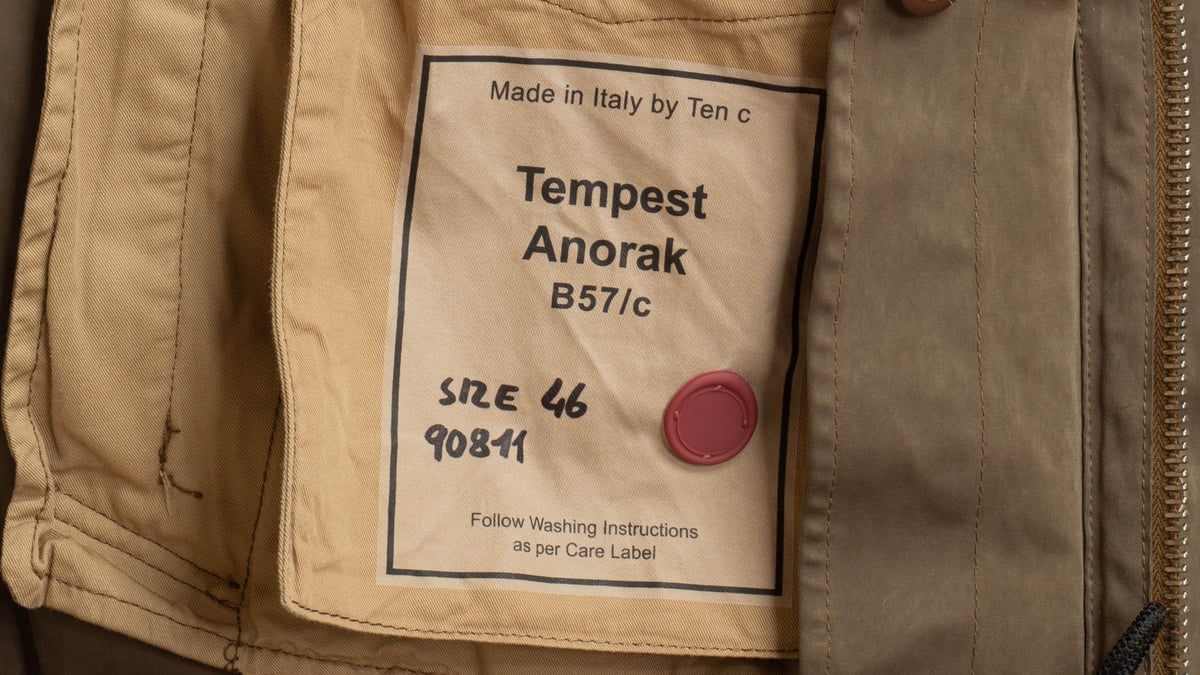 Made in Italy by Ten c
Tempest
Anorak
B57/c
SIZE 46
90811
Follow Washing Instructions
as per Care Label